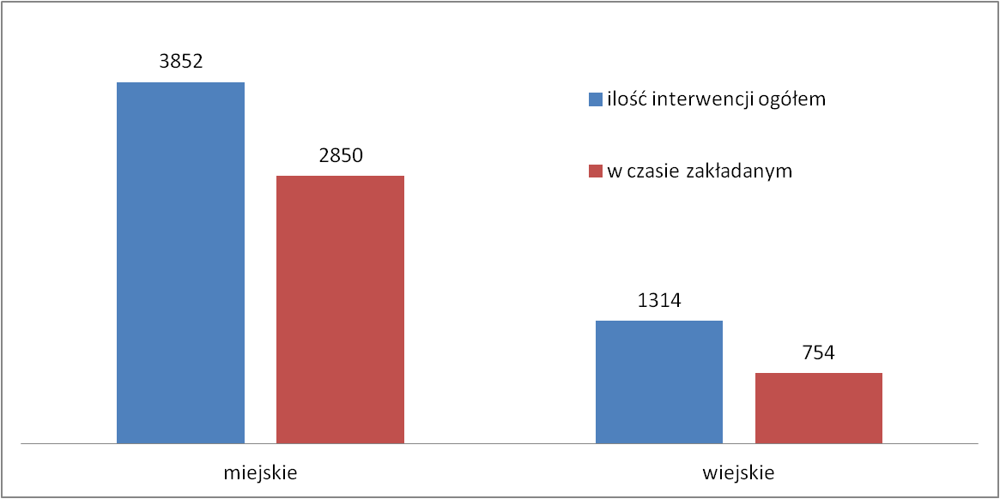 3852
2850
ilość interwencji ogółem
w czasie zakładanym
1314
754
miejskie
wiejskie